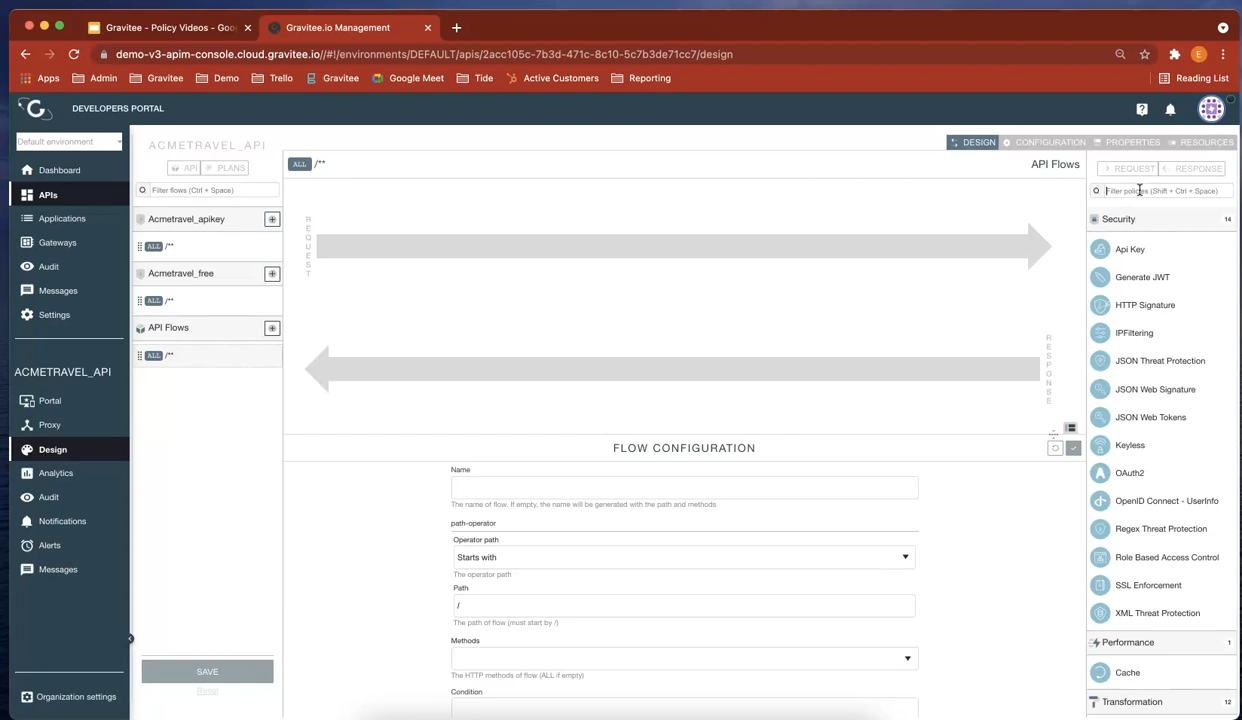 Gravitee - Policy Videos - Goo
Gravitee.io Management
demo-v3-apim-console.cloud.gravitee.io//#!/environments/DEFAULT/apis/2acc105c-7b3d-471c-8c10-5c7b3de71cc7/design
E
Apps
Admin
Gravitee
Demo
Trello
Gravitee
Google Meet
Tide
Active Customers
Reporting
Reading List
DEVELOPERS PORTAL
Default environment
Dashboard
APIs
Applications
Gateways
Audit
Messages
Settings
ACMETRAVEL_API
Portal
Proxy
Design
Analytics
Audit
Notifications
Alerts
Messages
Organization settings
ACMETRAVEL_API
API
PLANS
Filter flows (Ctrl + Space)
Acmetravel_apikey
ALL /**
Acmetravel_free
ALL /**
API Flows
ALL /**
SAVE
Reset
DESIGN
CONFIGURATION
PROPERTIES
RESOURCES
ALL /**
API Flows
REQUEST
RESPONSE
FLOW CONFIGURATION
Name
The name of flow. If empty, the name will be generated with the path and methods
path-operator
Operator path
Starts with
The operator path
Path
/
The path of flow (must start by /)
Methods
The HTTP methods of flow (ALL if empty)
Condition
REQUEST
RESPONSE
Filter policies (Shift + Ctrl + Space)
Security 14
Api Key
Generate JWT
HTTP Signature
IPFiltering
JSON Threat Protection
JSON Web Signature
JSON Web Tokens
Keyless
OAuth2
OpenID Connect - UserInfo
Regex Threat Protection
Role Based Access Control
SSL Enforcement
XML Threat Protection
Performance 1
Cache
Transformation 12